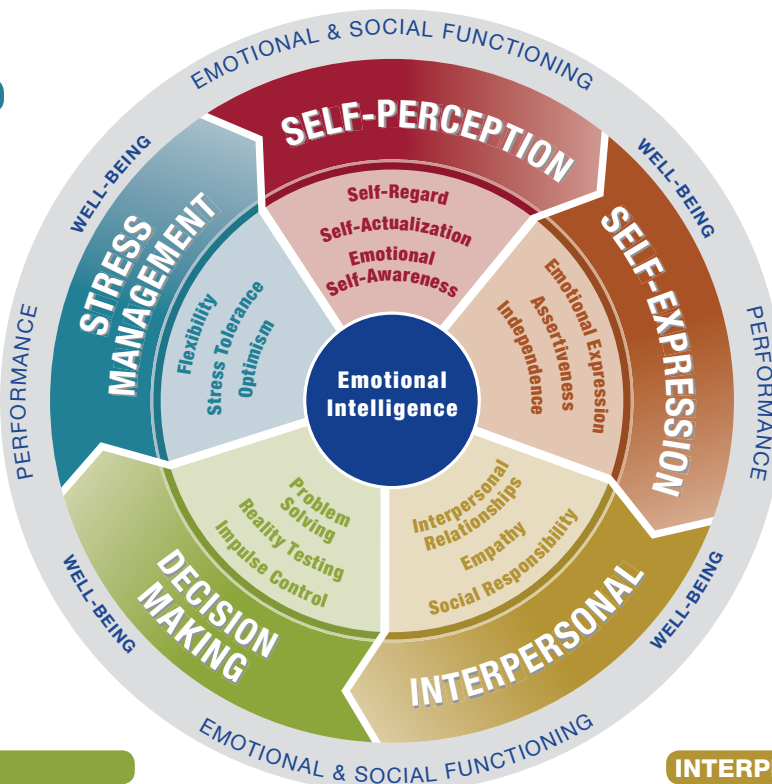 EMOTIONAL & SOCIAL FUNCTIONING
WELL-BEING
WELL-BEING
PERFORMANCE
PERFORMANCE
SELF-PERCEPTION
Self-Regard
Self-Actualization
Emotional
Self-Awareness
SELF-EXPRESSION
Emotional Expression
Assertiveness
Independence
STRESS
MANAGEMENT
Flexibility
Stress Tolerance
Optimism
Emotional
Intelligence
Interpersonal
Relationships
Empathy
Social Responsibility
INTERPERSONAL
Problem
Solving
Reality Testing
Impulse Control
DECISION
MAKING
WELL-BEING
WELL-BEING
EMOTIONAL & SOCIAL FUNCTIONING
INTERP